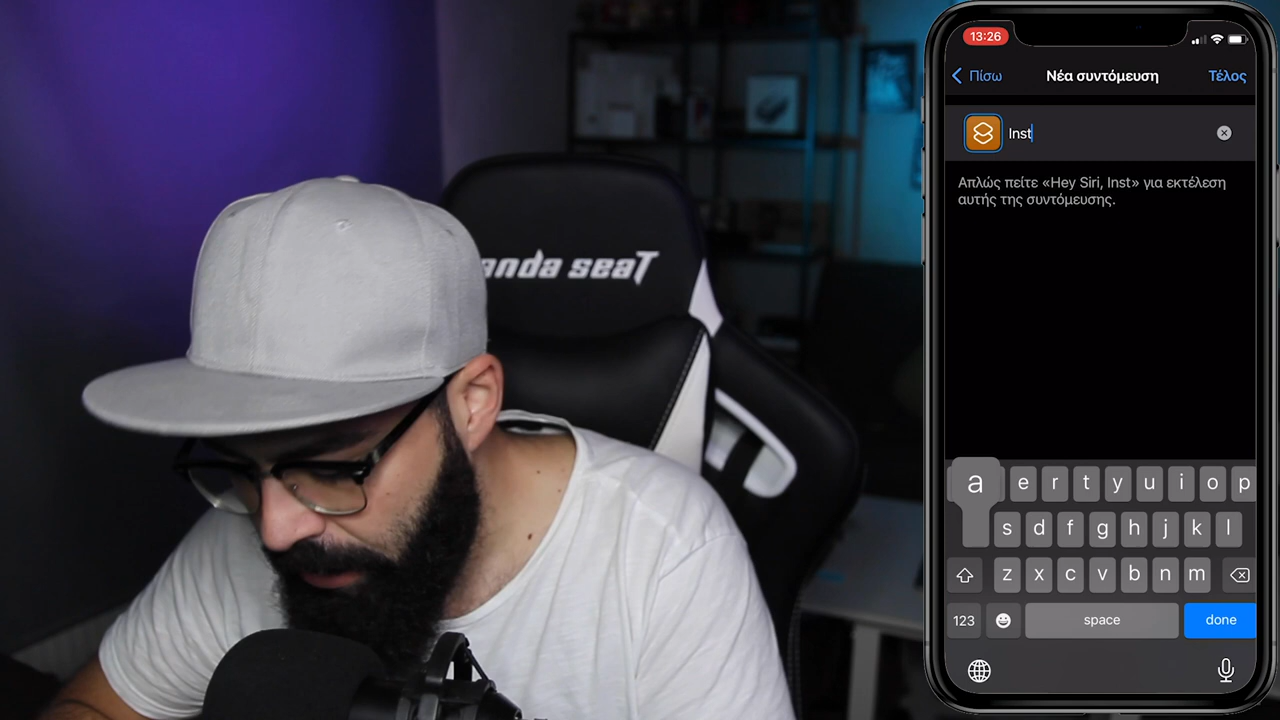 anda seaT
13:26
Πίσω
Νέα συντόμευση
Τέλος
Inst
Απλώς πείτε «Hey Siri, Inst» για εκτέλεση
αυτής της συντόμευσης.
a e r t y u i o p
s d f g h j k l
z x c v b n m
123 space done